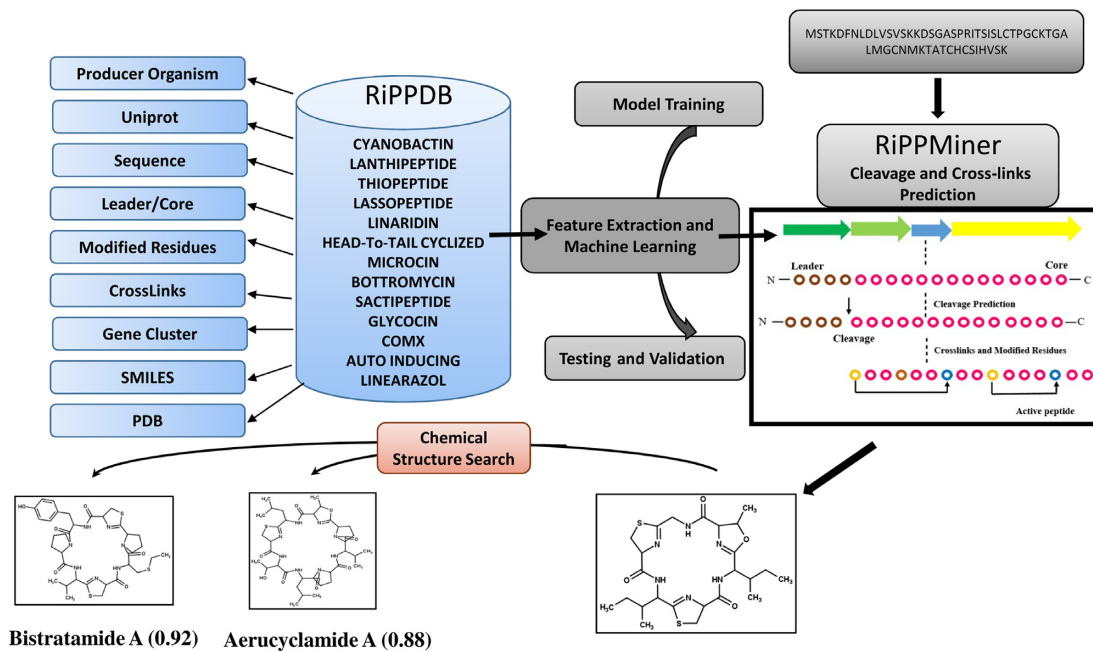 Producer Organism
Uniprot
Sequence
Leader/Core
Modified Residues
CrossLinks
Gene Cluster
SMILES
PDB
RiPPDB
CYANOBACTIN
LANTHIPEPTIDE
THIOPEPTIDE
LASSOPEPTIDE
LINARIDIN
HEAD-To-TAIL CYCLIZED
MICROCIN
BOTTROMYCIN
SACTIPEPTIDE
GLYCOCIN
COMX
AUTO INDUCING
LINEARAZOL
Model Training
Feature Extraction and
Machine Learning
Testing and Validation
MSTKDFNLDLVSVSKKDSGASPRITSISLCTPGCKTGA
LMGCNMKTATCHCSIHVSK
RiPPMiner
Cleavage and Cross-links
Prediction
Leader
Core
N
C
Cleavage Prediction
N
C
Cleavage
Crosslinks and Modified Residues
Active peptide
Chemical
Structure Search
Bistratamide A (0.92)
Aerucyclamide A (0.88)